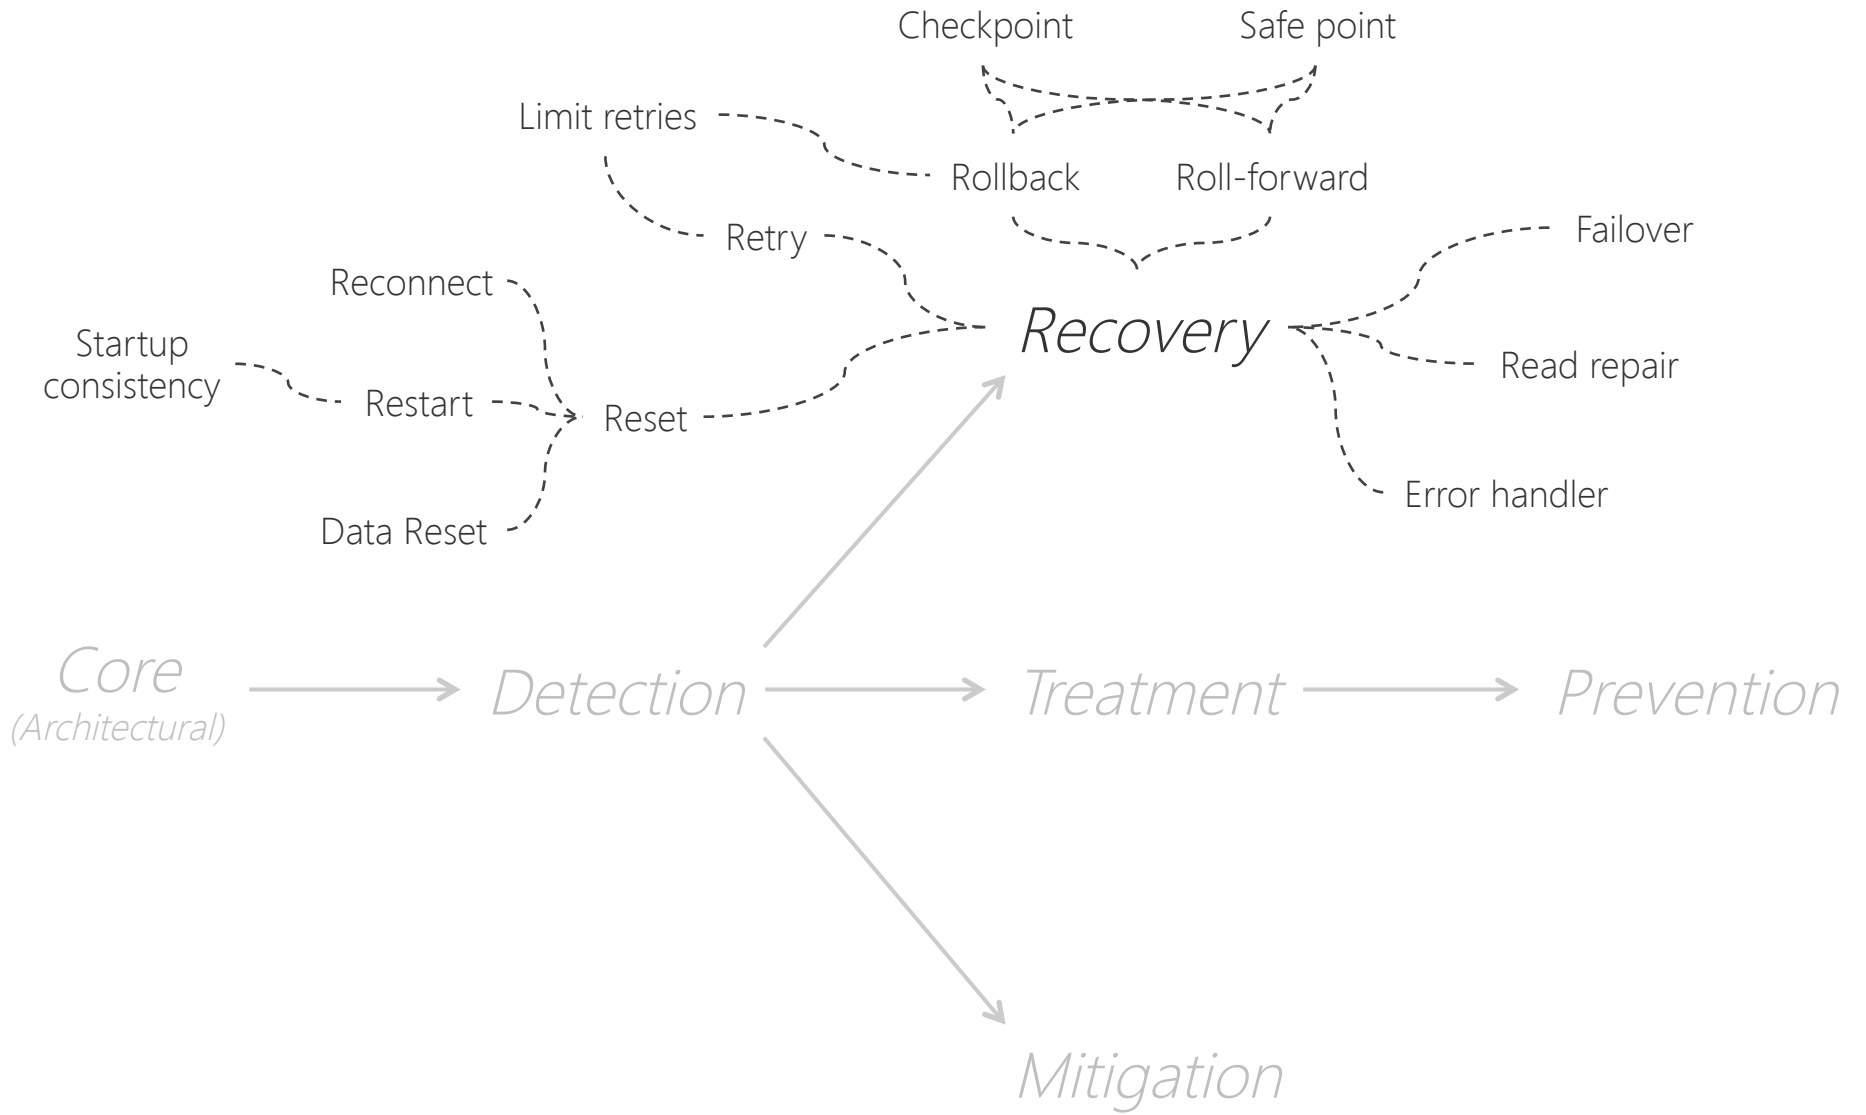 Checkpoint
Safe point
Limit retries
Rollback
Roll-forward
Retry
Failover
Reconnect
Recovery
Startup
consistency
Read repair
Restart
Reset
Error handler
Data Reset
Core
(Architectural)
Detection
Treatment
Prevention
Mitigation